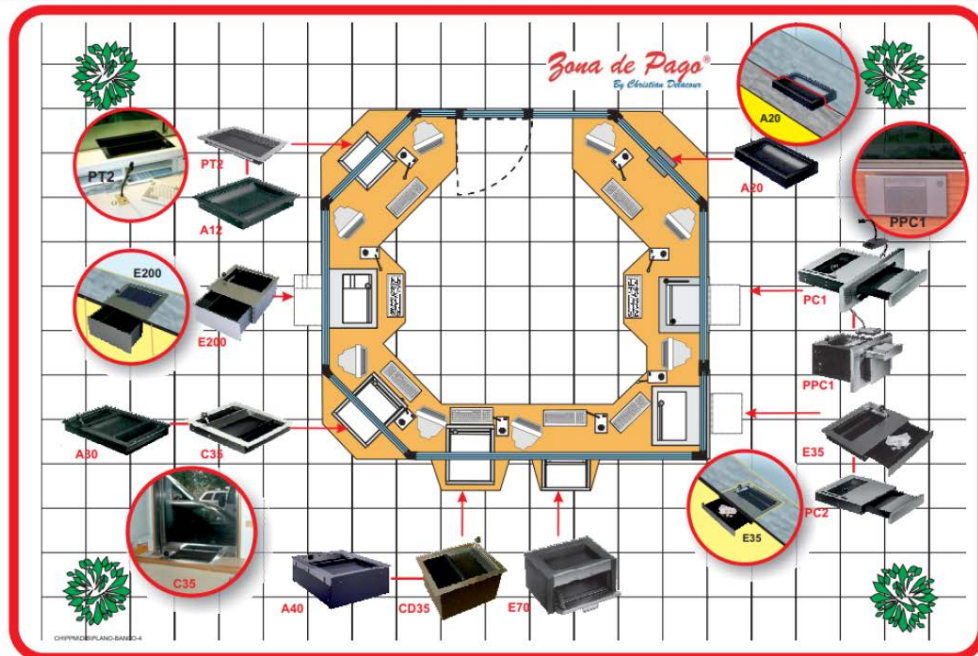 Zona de Pago®
By Christian Delacour
A20
PT2
PT2
A20
PPC1
A12
E200
PC1
E200
PPC1
A30
C35
E35
PC2
E35
C35
A40
CD35
E70